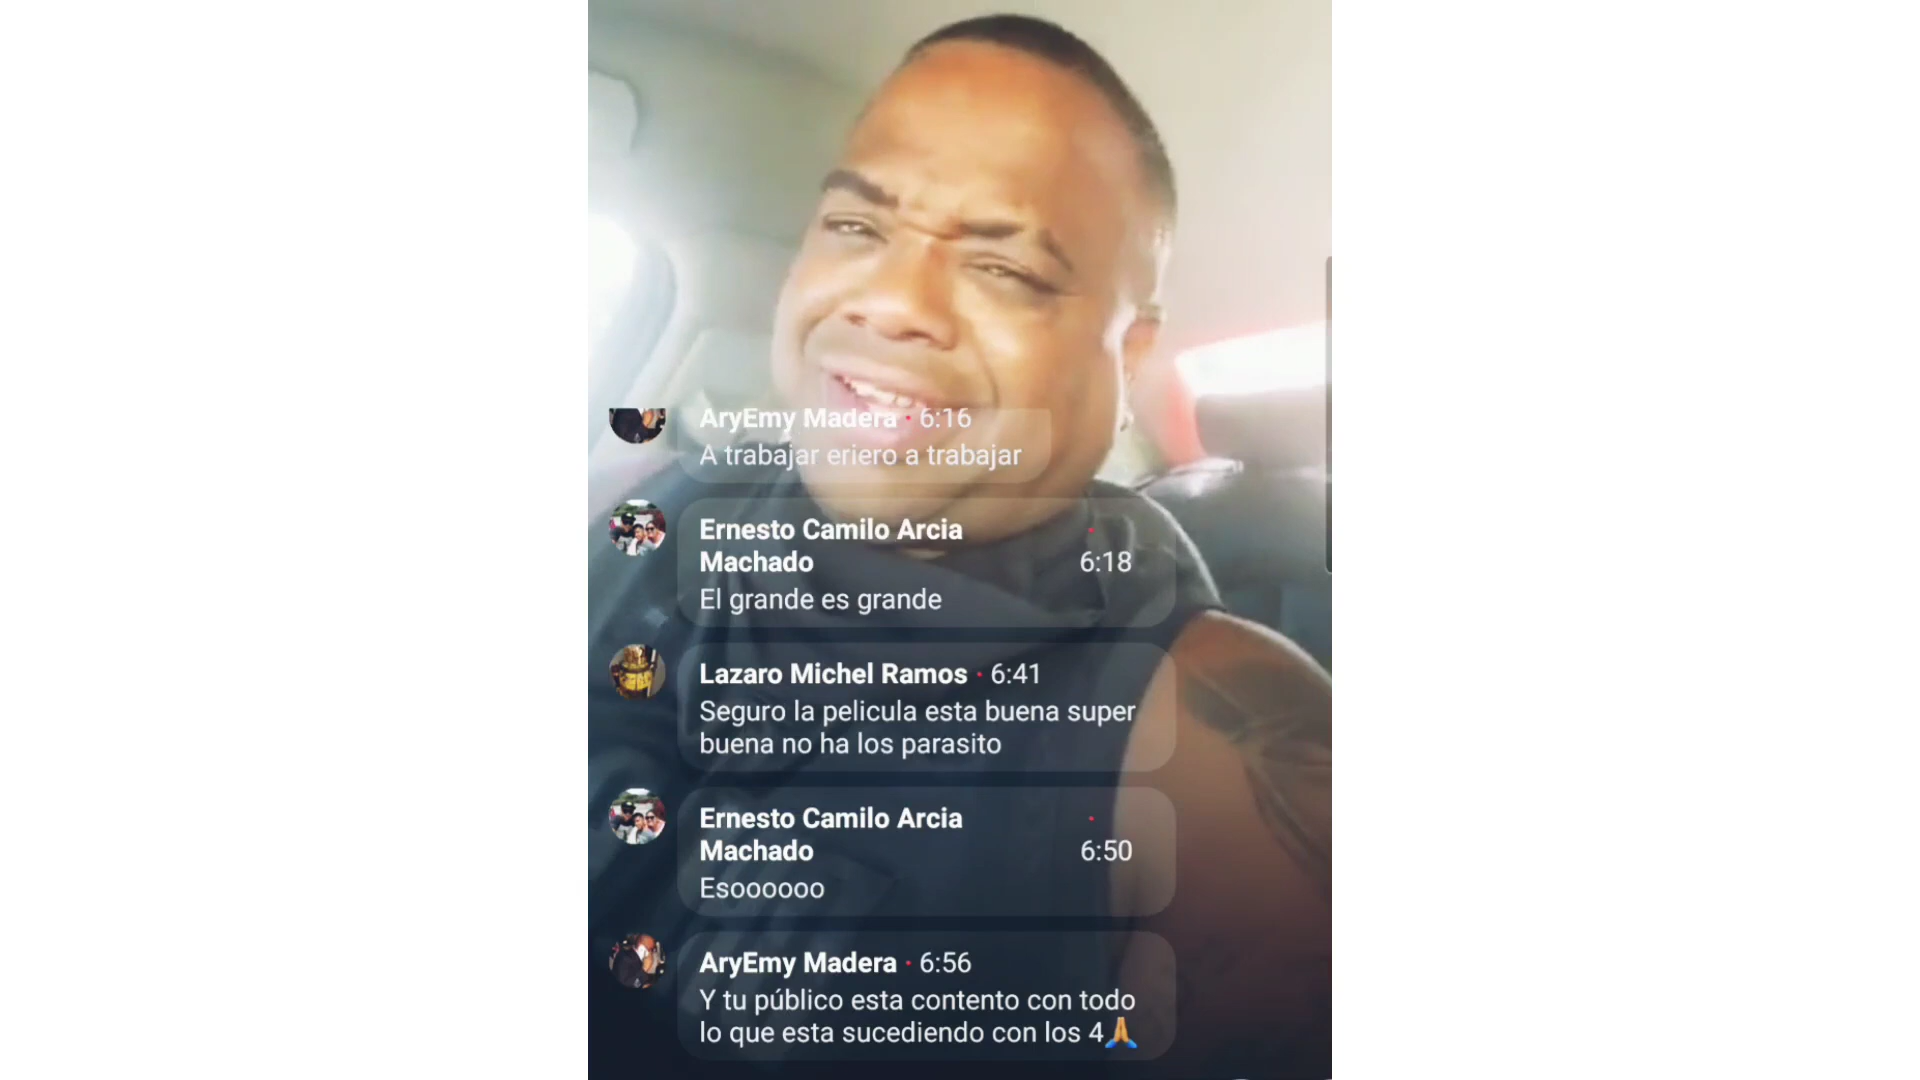 AryEmy Madera · 6:16
A trabajar eriero a trabajar
Ernesto Camilo Arcia ·
Machado 6:18
El grande es grande
Lazaro Michel Ramos · 6:41
Seguro la pelicula esta buena super
buena no ha los parasito
Ernesto Camilo Arcia ·
Machado 6:50
Esoooooo
AryEmy Madera · 6:56
Y tu público esta contento con todo
lo que esta sucediendo con los 4🙏